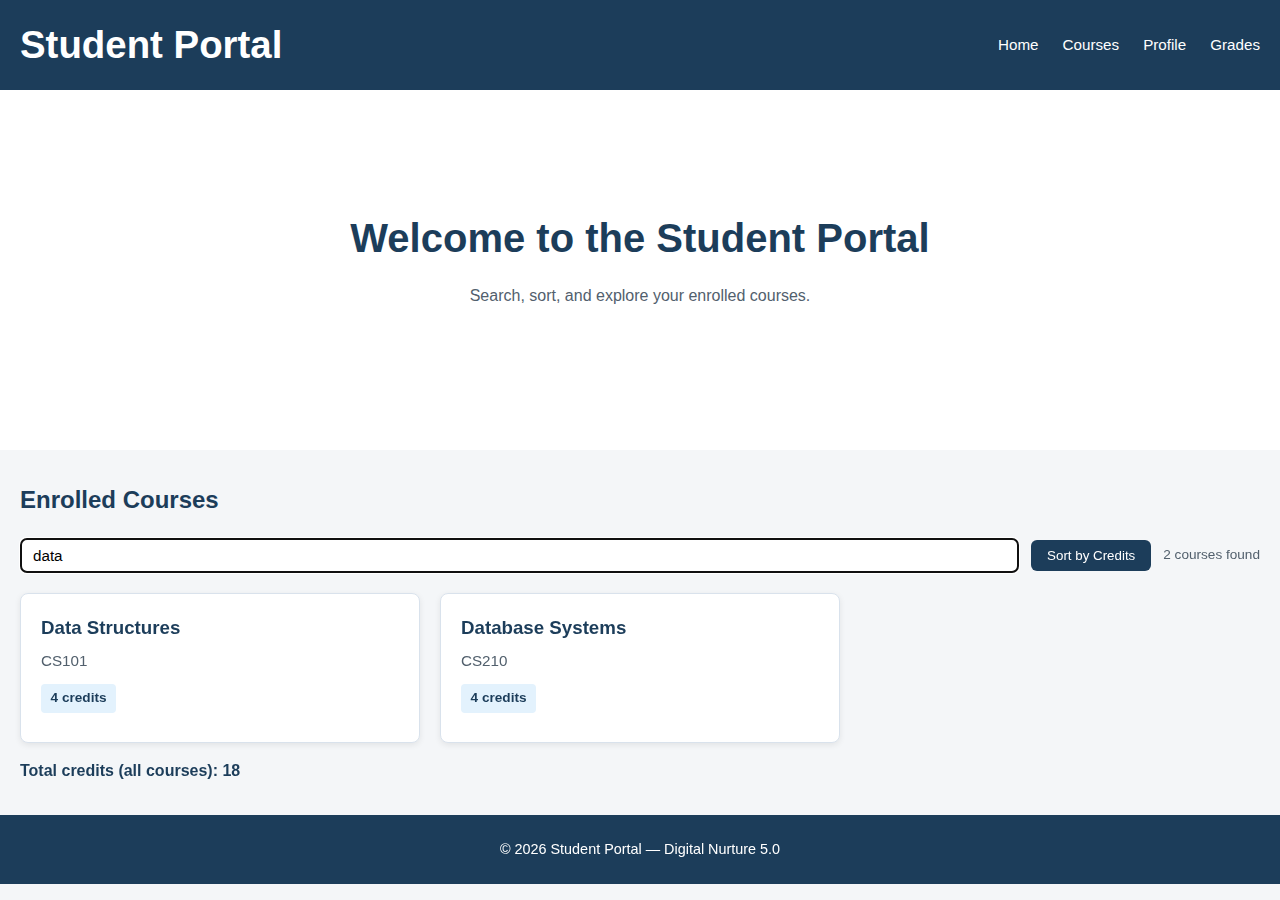 Student Portal
Home Courses Profile Grades
Welcome to the Student Portal
Search, sort, and explore your enrolled courses.
Enrolled Courses
data
Sort by Credits
2 courses found
Data Structures
CS101
4 credits
Database Systems
CS210
4 credits
Total credits (all courses): 18
© 2026 Student Portal — Digital Nurture 5.0